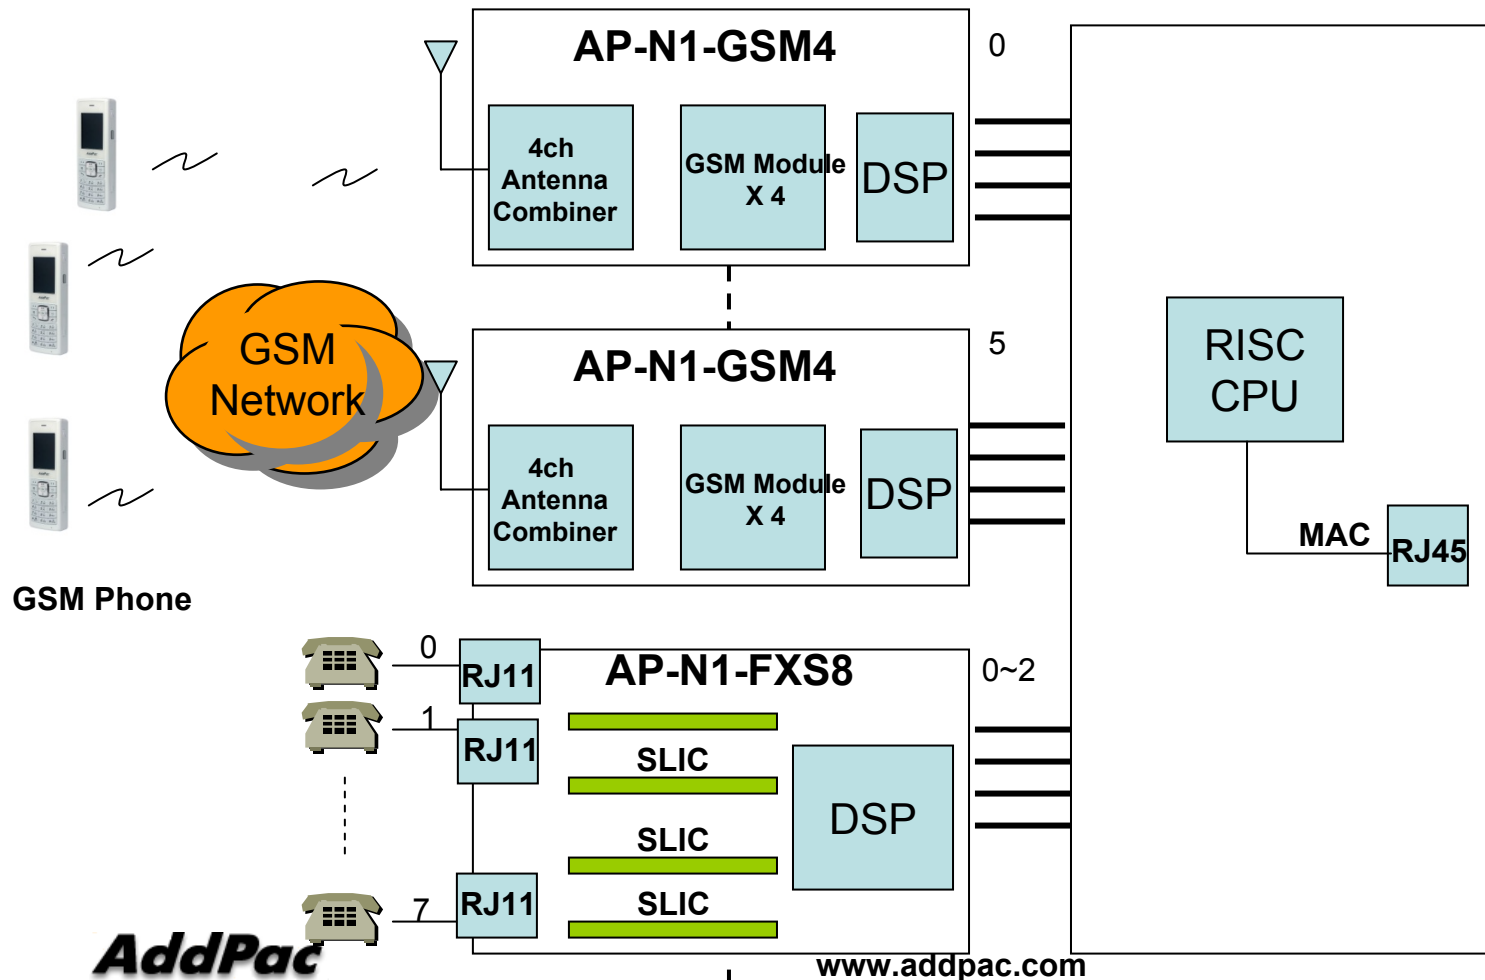 AP-N1-GSM4
0
4ch
Antenna
Combiner
GSM Module
X 4
DSP
GSM
Network
AP-N1-GSM4
5
4ch
Antenna
Combiner
GSM Module
X 4
DSP
RISC
CPU
MAC
RJ45
GSM Phone
0
RJ11
AP-N1-FXS8
0~2
1
RJ11
SLIC
DSP
SLIC
7
RJ11
SLIC
AddPac
www.addpac.com